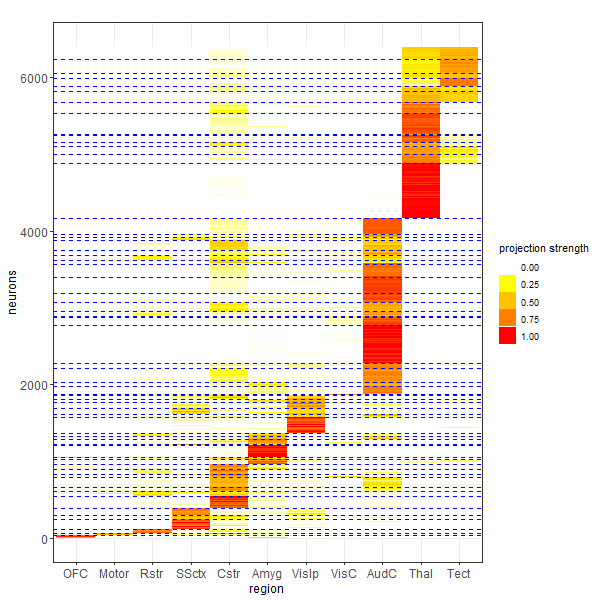 6000
4000
2000
0
neurons
OFC Motor Rstr SSctx Cstr Amyg VisIp VisC AudC Thal Tect
region
projection strength
0.00
0.25
0.50
0.75
1.00